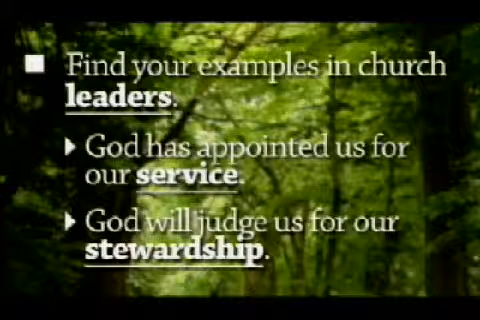 Find your examples in church
leaders.
God has appointed us for
our service.
God will judge us for our
stewardship.